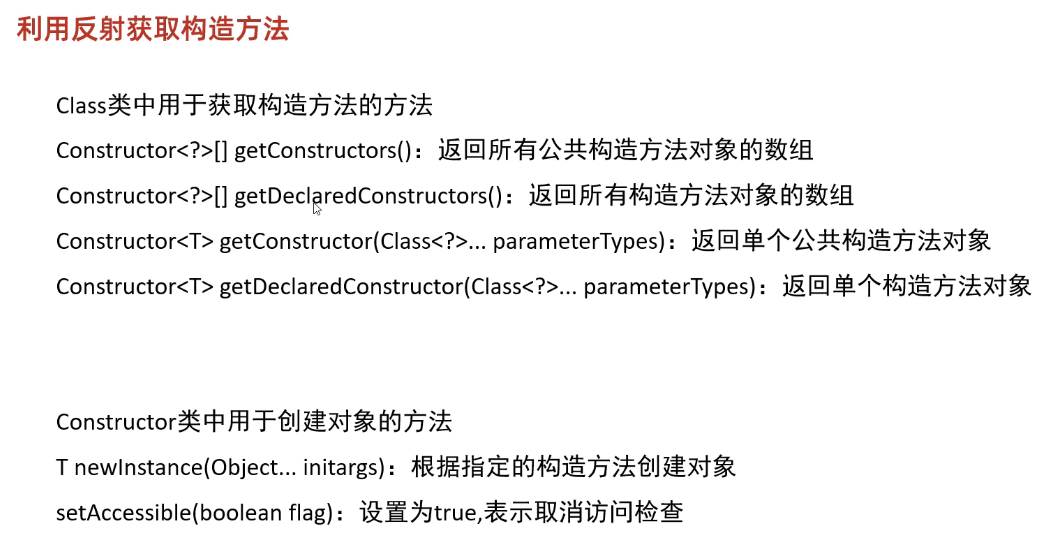 利用反射获取构造方法
Class类中用于获取构造方法的方法
Constructor<?>[] getConstructors()：返回所有公共构造方法对象的数组
Constructor<?>[] getDeclaredConstructors()：返回所有构造方法对象的数组
Constructor<T> getConstructor(Class<?>... parameterTypes)：返回单个公共构造方法对象
Constructor<T> getDeclaredConstructor(Class<?>... parameterTypes)：返回单个构造方法对象
Constructor类中用于创建对象的方法
T newInstance(Object... initargs)：根据指定的构造方法创建对象
setAccessible(boolean flag)：设置为true,表示取消访问检查